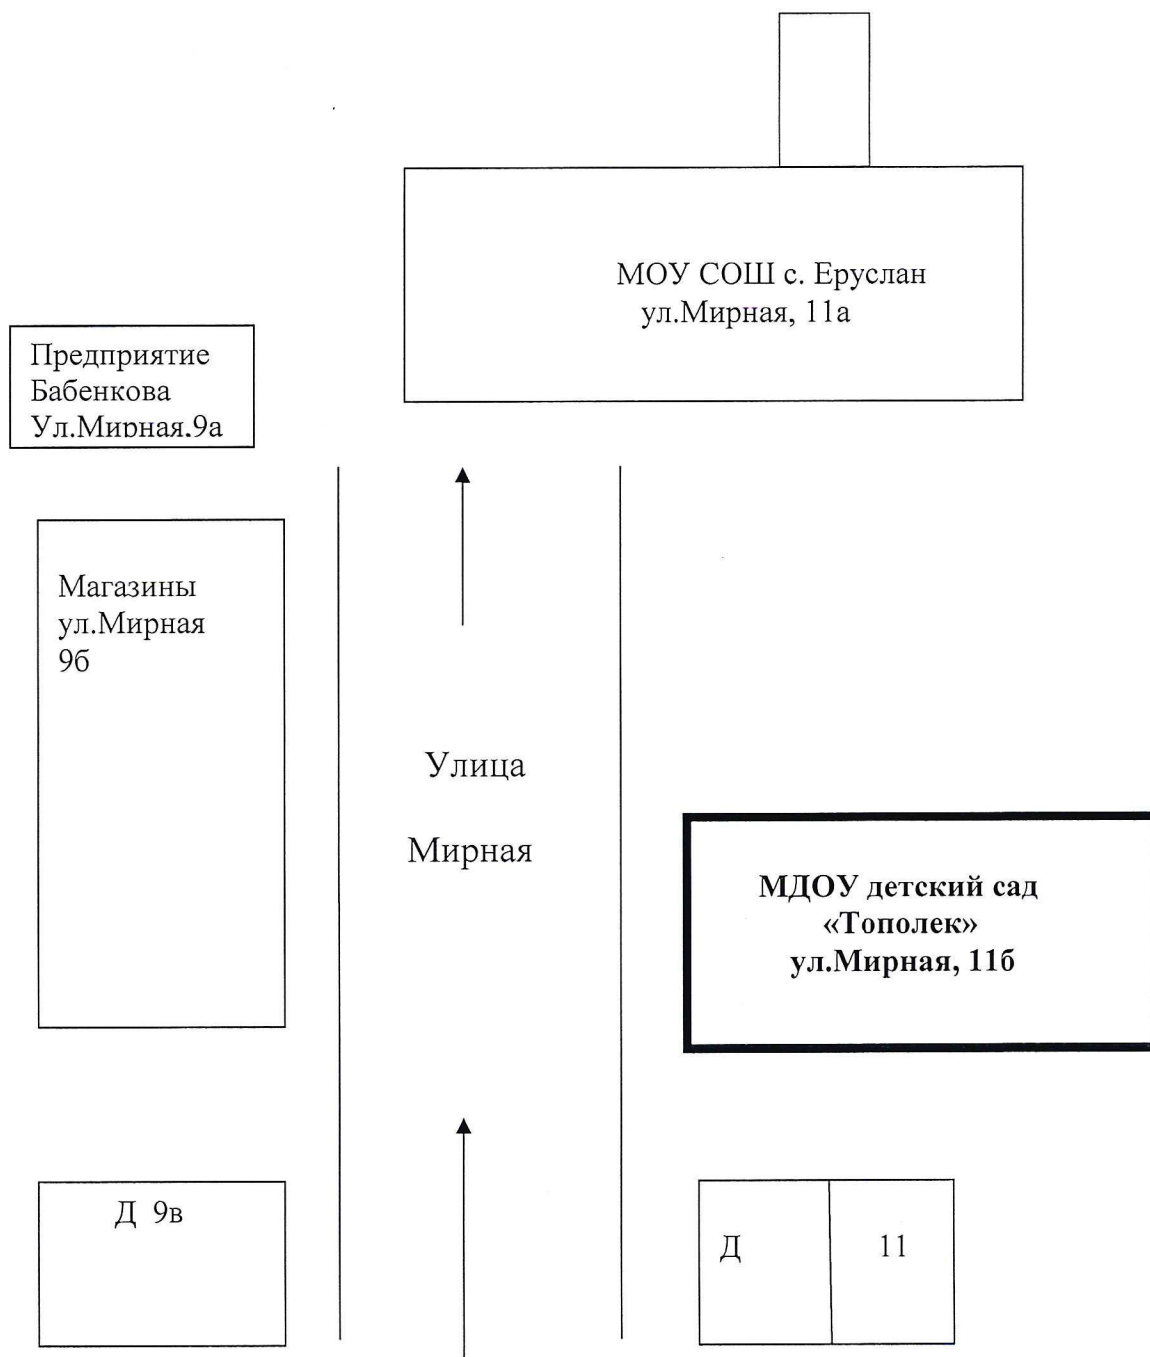 МОУ СОШ с. Еруслан
ул.Мирная, 11а
Предприятие
Бабенкова
Ул.Мирная.9а
Магазины
ул.Мирная
9б
Улица
Мирная
МДОУ детский сад
«Тополек»
ул.Мирная, 11б
Д 9в
Д 11